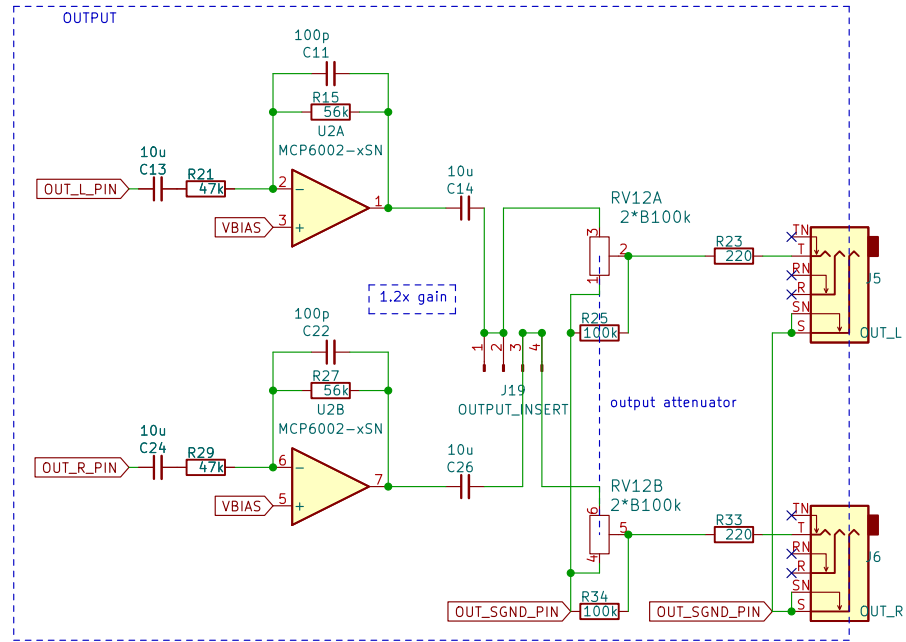 OUTPUT
100p
C11
R15
56k
U2A
MCP6002-xSN
10u
C13
R21
47k
OUT_L_PIN
2
3
1
VBIAS
10u
C14
RV12A
2*B100k
3
2
1
R23
220
TN
T
RN
R
SN
S
J5
OUT_L
1.2x gain
R25
100k
1
2
3
4
J19
OUTPUT_INSERT
output attenuator
100p
C22
R27
56k
U2B
MCP6002-xSN
10u
C24
R29
47k
OUT_R_PIN
6
5
7
VBIAS
10u
C26
RV12B
2*B100k
6
5
4
R33
220
TN
T
RN
R
SN
S
J6
OUT_R
OUT_SGND_PIN
R34
100k
OUT_SGND_PIN